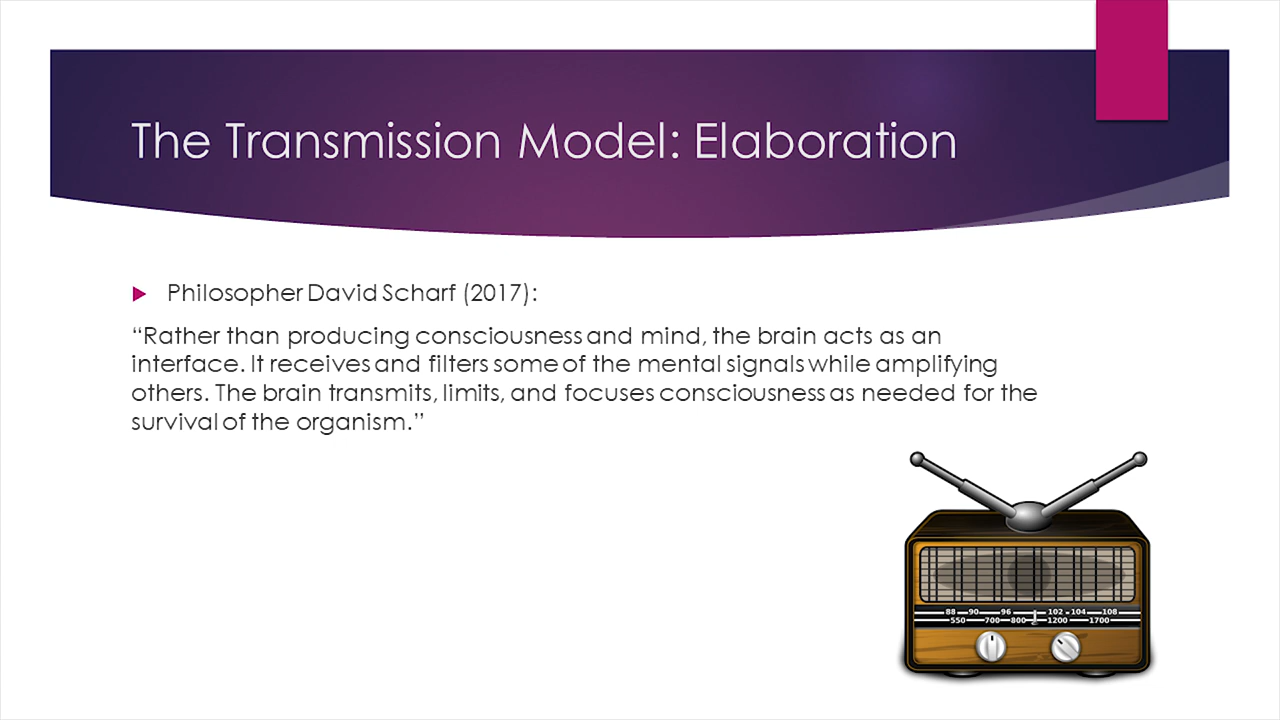 The Transmission Model: Elaboration
Philosopher David Scharf (2017):
“Rather than producing consciousness and mind, the brain acts as an
interface. It receives and filters some of the mental signals while amplifying
others. The brain transmits, limits, and focuses consciousness as needed for the
survival of the organism.”
88 90 96 102 104 108
550 700 800 1200 1700